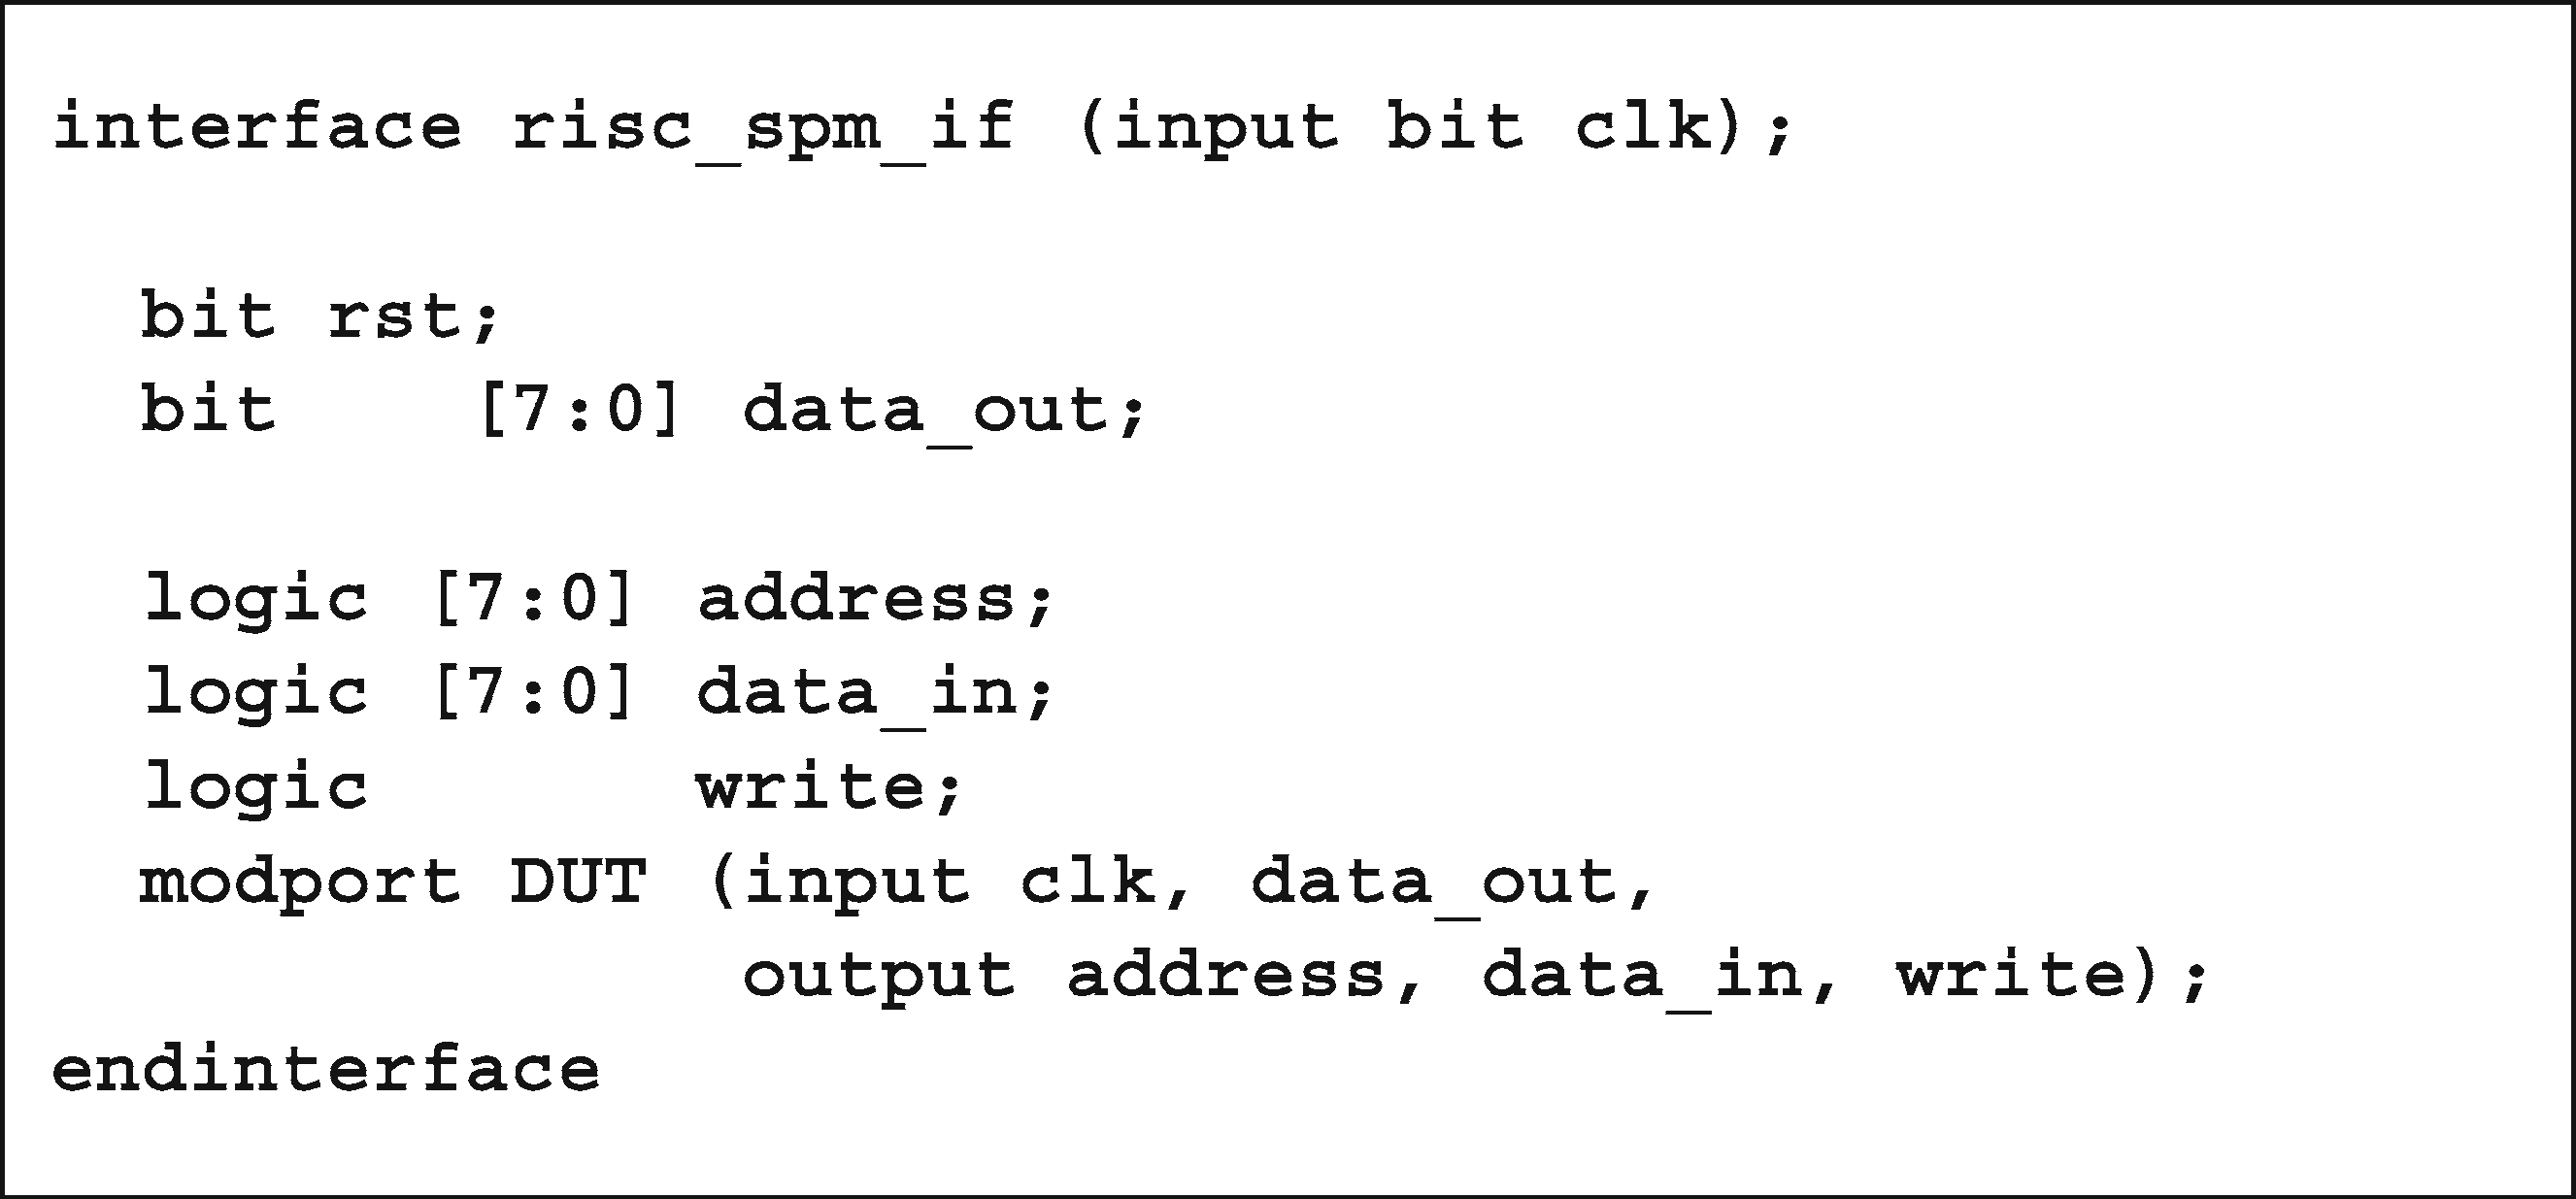 interface risc_spm_if (input bit clk);
bit rst;
bit [7:0] data_out;
logic [7:0] address;
logic [7:0] data_in;
logic write;
modport DUT (input clk, data_out,
output address, data_in, write);
endinterface